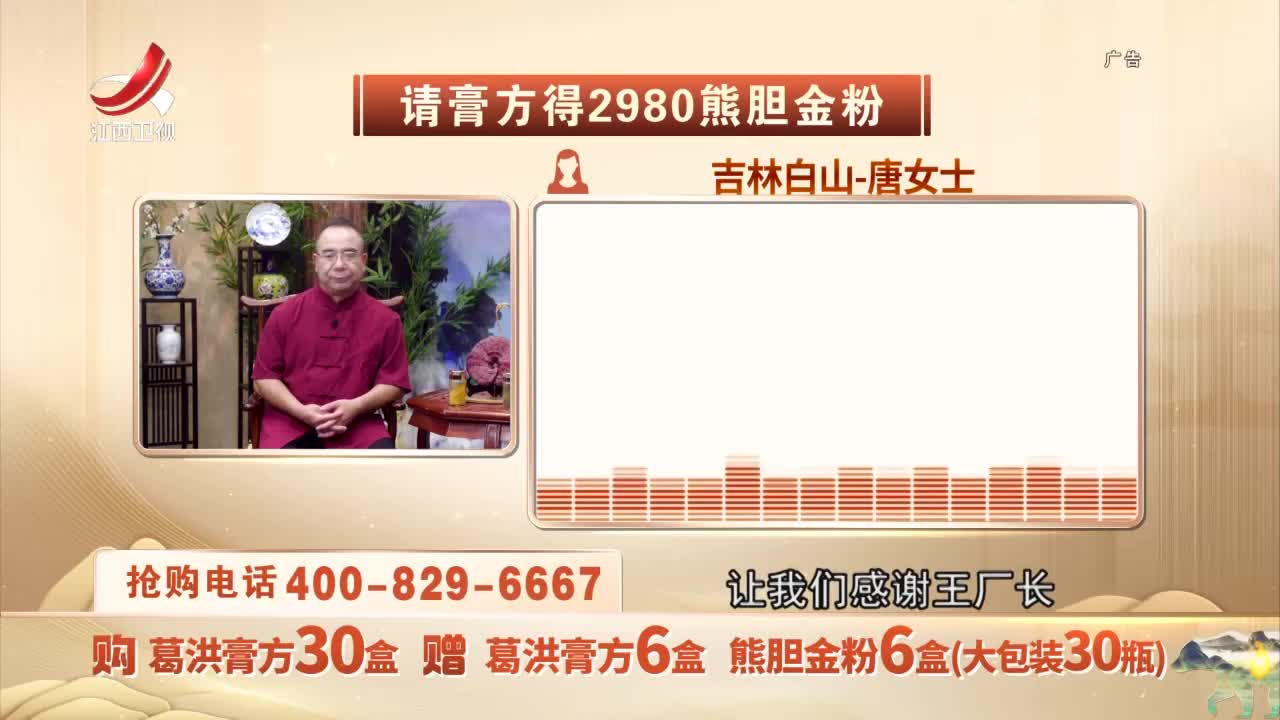 广告
江西卫视
请膏方得2980熊胆金粉
吉林白山-唐女士
抢购电话400-829-6667
让我们感谢王厂长
购 葛洪膏方30盒 赠 葛洪膏方6盒 熊胆金粉6盒(大包装30瓶)